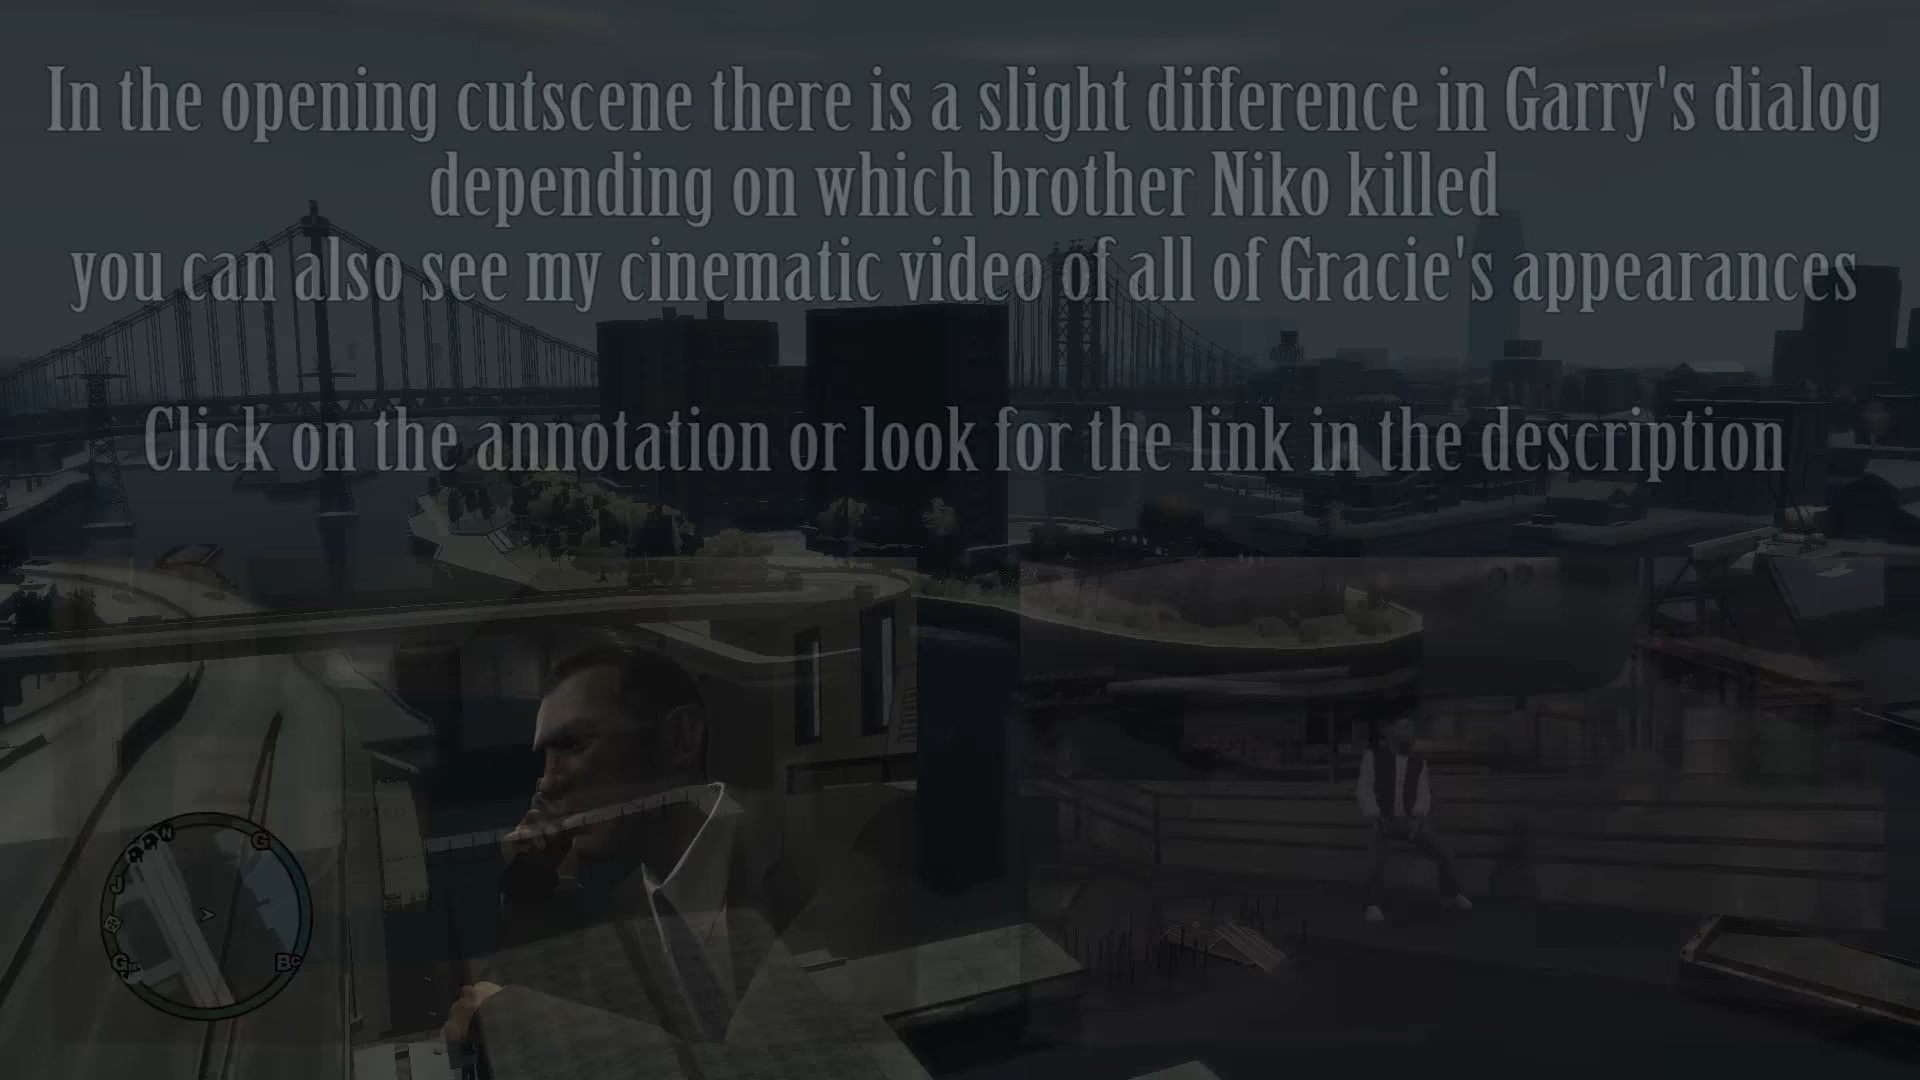 In the opening cutscene there is a slight difference in Garry's dialog
depending on which brother Niko killed
you can also see my cinematic video of all of Gracie's appearances
Click on the annotation or look for the link in the description
N
G
J
GM
BC